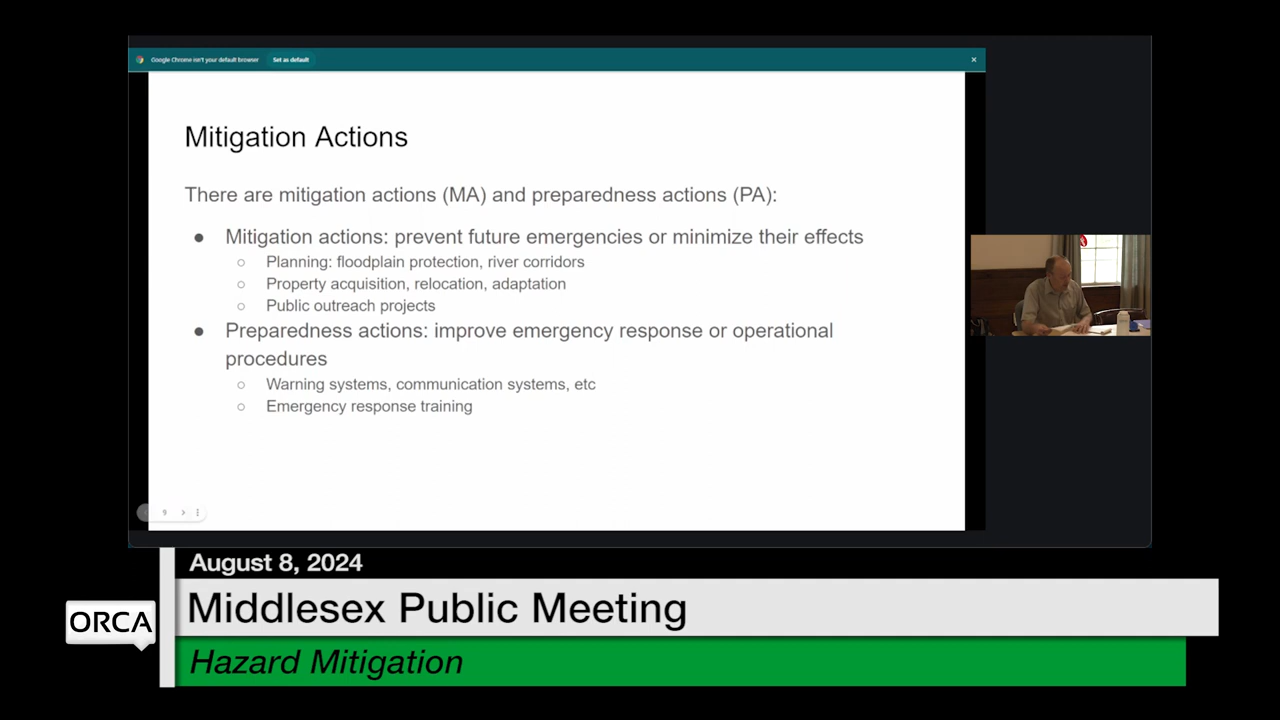 Google Chrome isn't your default browser Set as default
Mitigation Actions
There are mitigation actions (MA) and preparedness actions (PA):
● Mitigation actions: prevent future emergencies or minimize their effects
○ Planning: floodplain protection, river corridors
○ Property acquisition, relocation, adaptation
○ Public outreach projects
● Preparedness actions: improve emergency response or operational
procedures
○ Warning systems, communication systems, etc
○ Emergency response training
9
August 8, 2024
ORCA
Middlesex Public Meeting
Hazard Mitigation